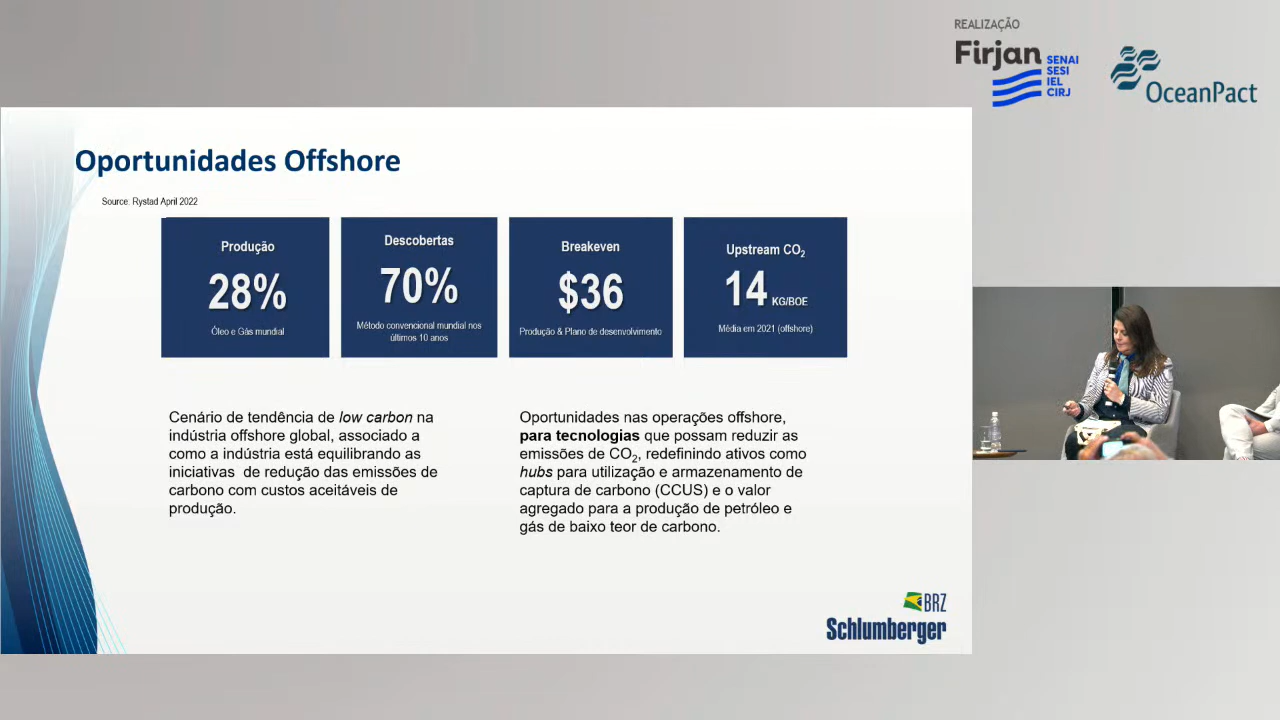 REALIZAÇÃO
Firjan
SENAI
SESI
IEL
CIRJ
OceanPact
Oportunidades Offshore
Source. Rystad April 2022
Produção
28%
Óleo e Gás mundial
Descobertas
70%
Método convencional mundial nos
últimos 10 anos
Breakeven
$36
Produção & Plano de desenvolvimento
Upstream CO₂
14 KG/BOE
Média em 2021 (offshore)
Cenário de tendência de low carbon na
indústria offshore global, associado a
como a indústria está equilibrando as
iniciativas de redução das emissões de
carbono com custos aceitáveis de
produção.
Oportunidades nas operações offshore,
para tecnologias que possam reduzir as
emissões de CO₂, redefinindo ativos como
hubs para utilização e armazenamento de
captura de carbono (CCUS) e o valor
agregado para a produção de petróleo e
gás de baixo teor de carbono.
BRZ
Schlumberger